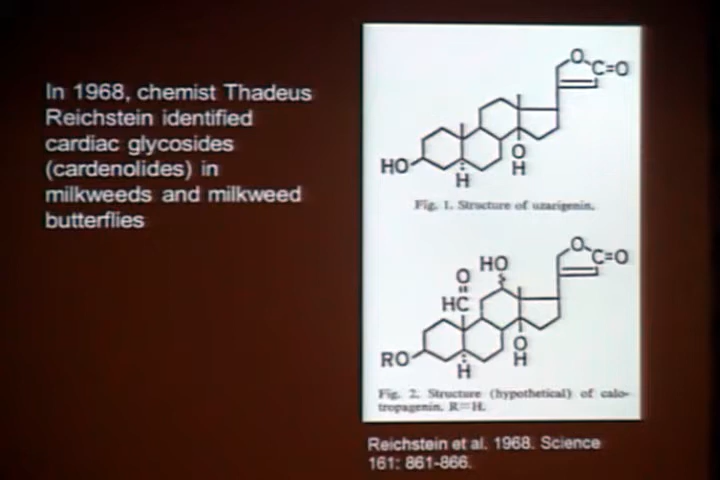 In 1968, chemist Thadeus
Reichstein identified
cardiac glycosides
(cardenolides) in
milkweeds and milkweed
butterflies
O
C=O
HO
O
H
H
Fig. 1. Structure of uzarigenin.
O
C=O
HO
O
HC
RO
O
H
H
Fig. 2. Structure (hypothetical) of calo-
tropagenin. R=H.
Reichstein et al. 1968. Science
161: 861-866.